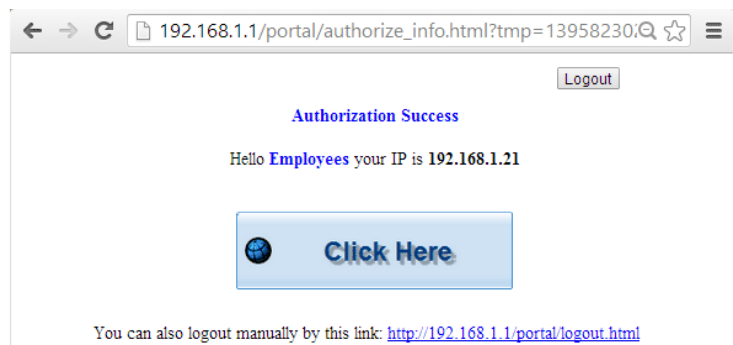 192.168.1.1/portal/authorize_info.html?tmp=13958230
Logout
Authorization Success
Hello Employees your IP is 192.168.1.21
Click Here
You can also logout manually by this link: http://192.168.1.1/portal/logout.html